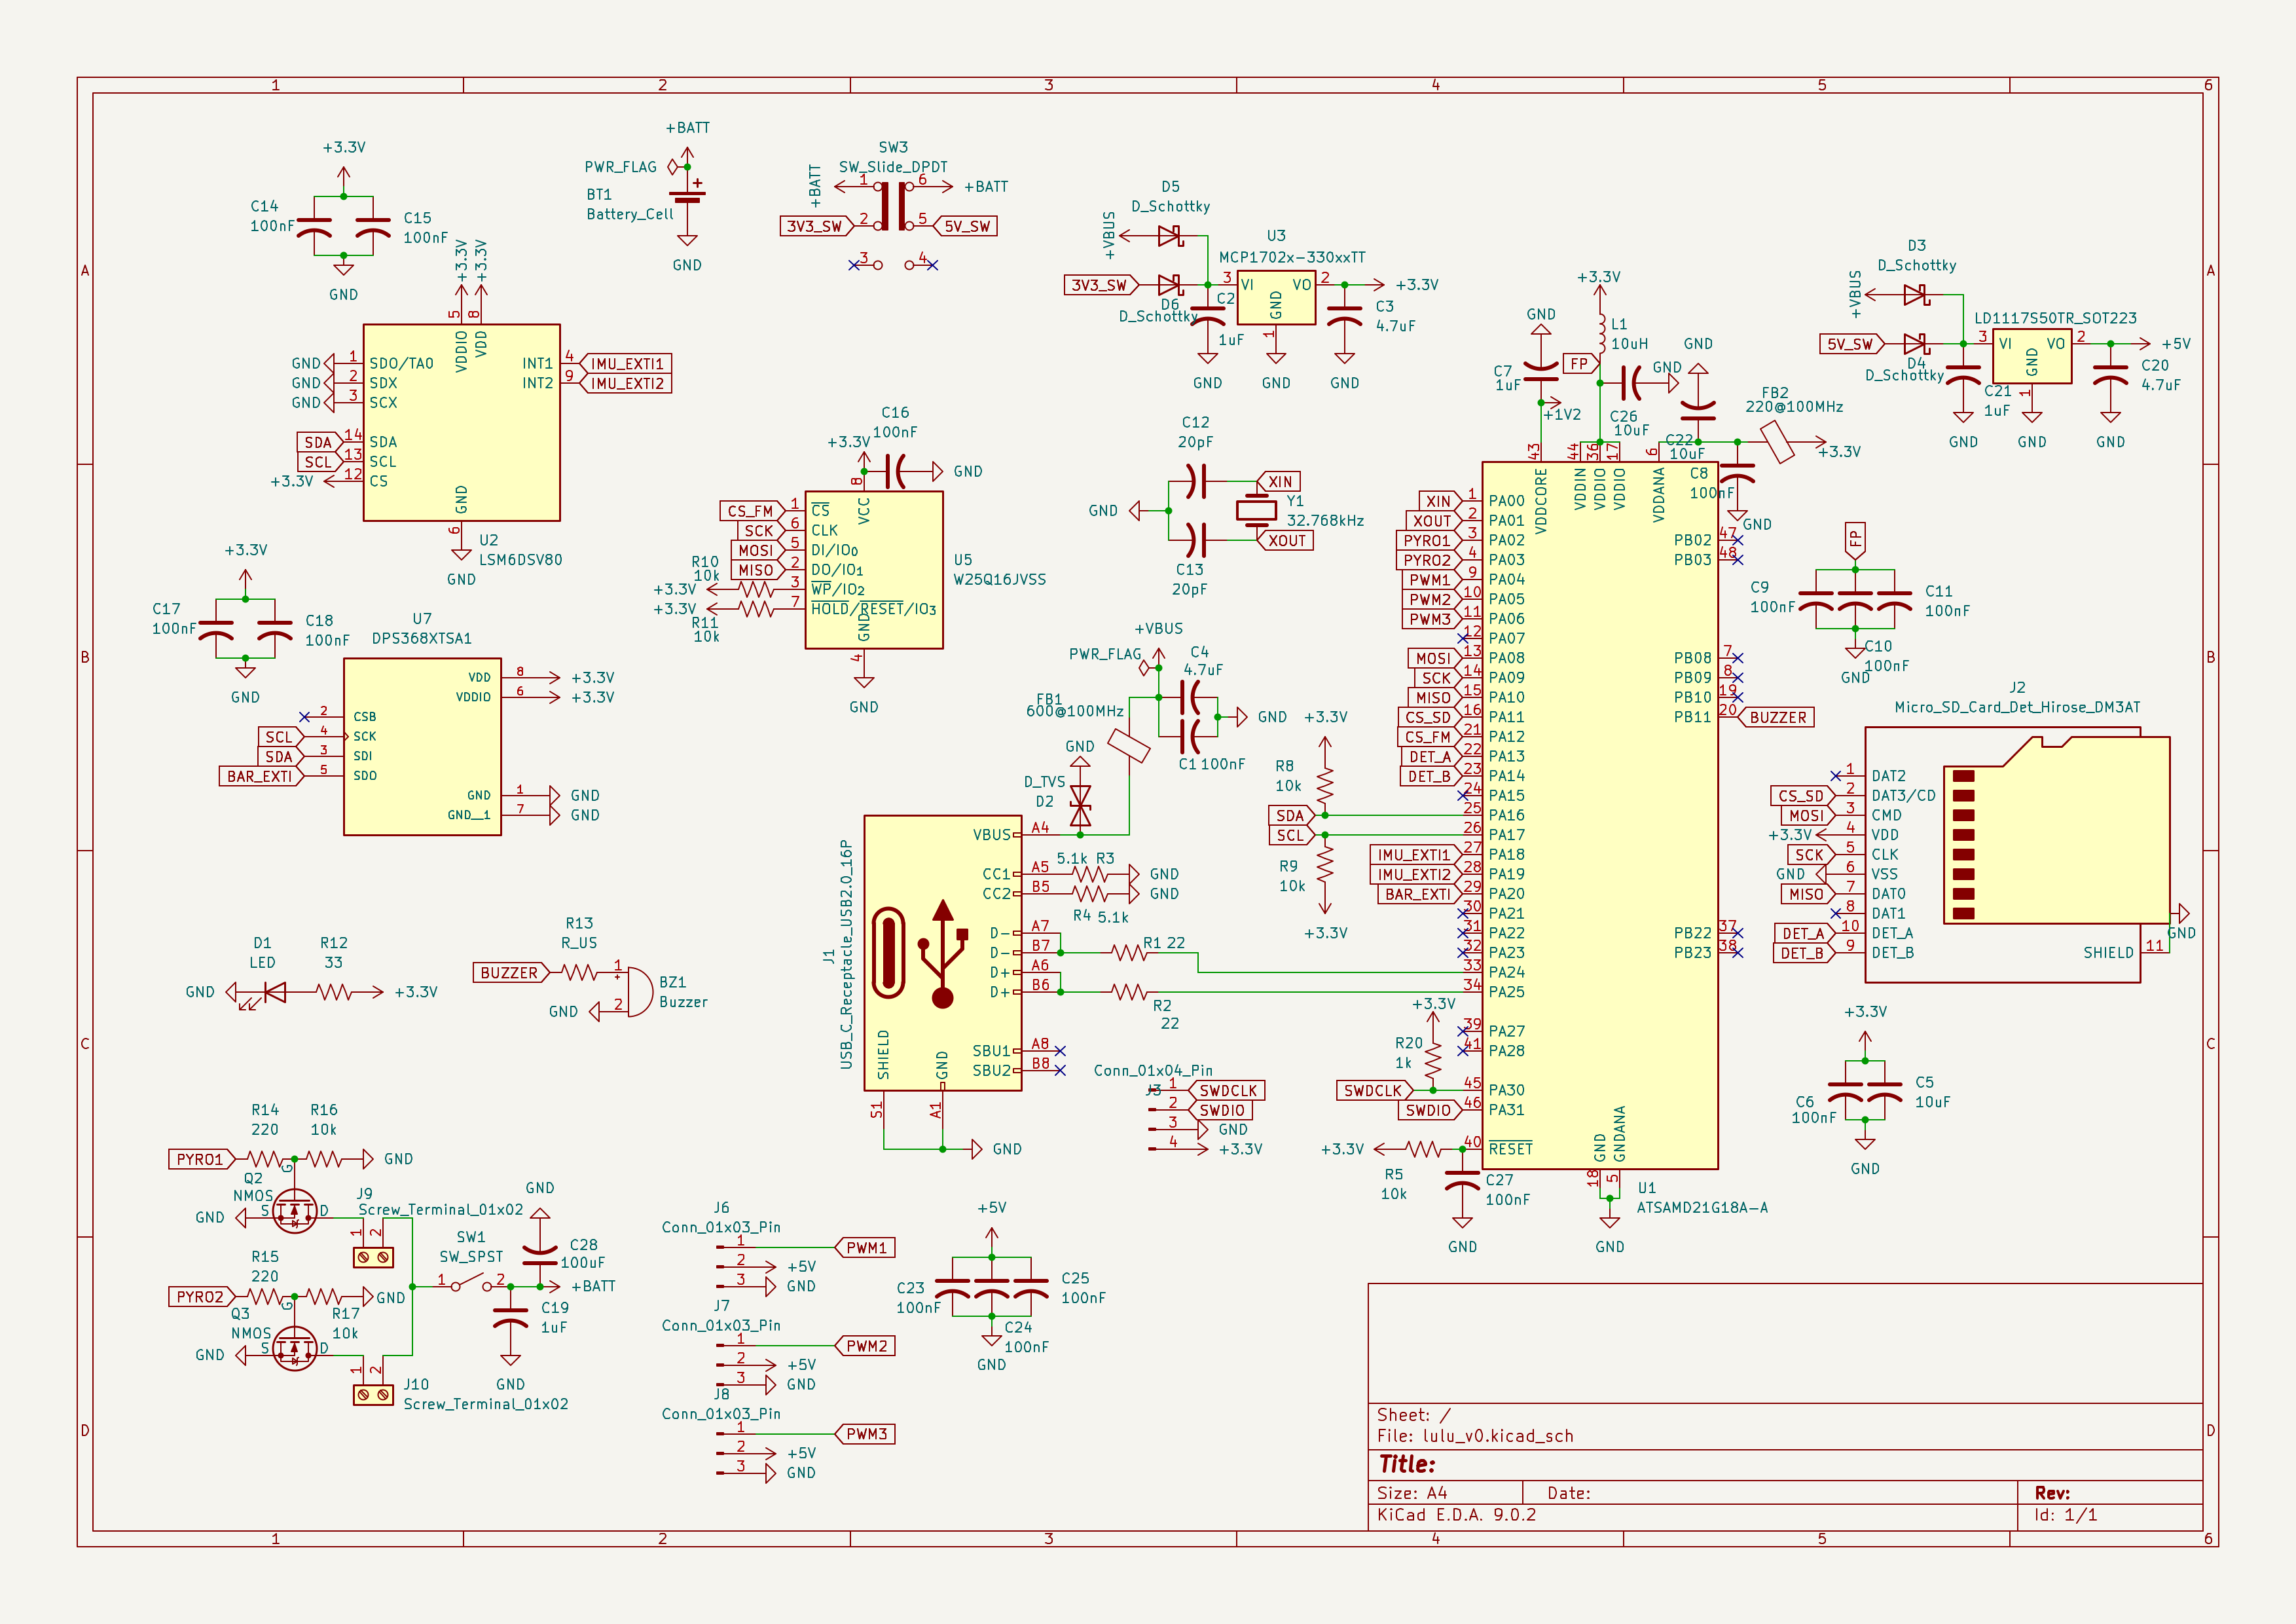 1 2 3 4 5 6
A
B
C
D
A
B
C
D
1 2 3 4 5 6
+3.3V
C14
100nF
C15
100nF
GND
+3.3V
+3.3V
5 VDDIO
8 VDD
GND 1 SDO/TA0
GND 2 SDX
GND 3 SCX
SDA 14 SDA
SCL 13 SCL
+3.3V 12 CS
INT1 4 IMU_EXTI1
INT2 9 IMU_EXTI2
GND 6
U2
LSM6DSV80
GND
+BATT
PWR_FLAG
BT1
Battery_Cell
+
GND
SW3
SW_Slide_DPDT
+BATT 1 6 +BATT
3V3_SW 2 5 5V_SW
3 4
D5
D_Schottky
+VBUS
3V3_SW
D6
D_Schottky
C2
1uF
GND
U3
MCP1702x-330xxTT
3 VI VO 2
GND
1
GND
+3.3V
C3
4.7uF
GND
D3
D_Schottky
+VBUS
5V_SW
D4
D_Schottky
C21
1uF
GND
LD1117S50TR_SOT223
3 VI VO 2
GND
1
GND
+5V
C20
4.7uF
GND
+3.3V
C17
100nF
C18
100nF
GND
U7
DPS368XTSA1
VDD 8 +3.3V
VDDIO 6 +3.3V
2 CSB
SCL 4 SCK
SDA 3 SDI
BAR_EXTI 5 SDO
GND 1 GND
GND__1 7 GND
C16
100nF
+3.3V
GND
8
VCC
CS_FM 1 CS
SCK 6 CLK
MOSI 5 DI/IO0
MISO 2 DO/IO1
R10
10k
+3.3V 3 WP/IO2
+3.3V 7 HOLD/RESET/IO3
R11
10k
GND
4
GND
U5
W25Q16JVSS
C12
20pF
XIN
GND
Y1
32.768kHz
XOUT
C13
20pF
+VBUS
PWR_FLAG
C4
4.7uF
FB1
600@100MHz
GND
C1 100nF
GND
D_TVS
D2
J1
USB_C_Receptacle_USB2.0_16P
VBUS A4
CC1 A5
CC2 B5
5.1k R3
GND
GND
R4 5.1k
D- A7
D- B7
D+ A6
D+ B6
R1 22
R2
22
SBU1 A8
SBU2 B8
SHIELD
GND
S1
A1
GND
+3.3V
R8
10k
SDA
SCL
R9
10k
+3.3V
GND
C7
1uF
+1V2
+3.3V
L1
10uH
FP
GND
C26
10uF
GND
C22
10uF
FB2
220@100MHz
+3.3V
C8
100nF
GND
43 VDDCORE
44 VDDIN
36 VDDIO
17 VDDIO
6 VDDANA
XIN 1 PA00
XOUT 2 PA01
PYRO1 3 PA02
PYRO2 4 PA03
PWM1 9 PA04
PWM2 10 PA05
PWM3 11 PA06
12 PA07
MOSI 13 PA08
SCK 14 PA09
MISO 15 PA10
CS_SD 16 PA11
CS_FM 21 PA12
DET_A 22 PA13
DET_B 23 PA14
24 PA15
25 PA16
26 PA17
IMU_EXTI1 27 PA18
IMU_EXTI2 28 PA19
BAR_EXTI 29 PA20
30 PA21
31 PA22
32 PA23
33 PA24
34 PA25
39 PA27
41 PA28
SWDCLK 45 PA30
SWDIO 46 PA31
40 RESET
PB02 47
PB03 48
PB08 7
PB09 8
PB10 19
PB11 20 BUZZER
PB22 37
PB23 38
+3.3V
R20
1k
+3.3V
R5
10k
C27
100nF
GND
GND
GNDANA
18
5
GND
U1
ATSAMD21G18A-A
FP
C9
100nF
C11
100nF
C10
100nF
GND
J2
Micro_SD_Card_Det_Hirose_DM3AT
1 DAT2
CS_SD 2 DAT3/CD
MOSI 3 CMD
+3.3V 4 VDD
SCK 5 CLK
GND 6 VSS
MISO 7 DAT0
8 DAT1
DET_A 10 DET_A
DET_B 9 DET_B
SHIELD 11
GND
+3.3V
C6
100nF
C5
10uF
GND
D1
LED
R12
33
GND
+3.3V
R13
R_US
BUZZER 1
+
GND 2
BZ1
Buzzer
Conn_01x04_Pin
J3
1 SWDCLK
2 SWDIO
3 GND
4 +3.3V
R14
220
R16
10k
PYRO1
GND
Q2
NMOS
G
S D
GND
J9
Screw_Terminal_01x02
1 2
R15
220
PYRO2
GND
Q3
NMOS
G
R17
10k
S D
GND
1 2
J10
Screw_Terminal_01x02
SW1
SW_SPST
1 2
GND
C28
100uF
+BATT
C19
1uF
GND
J6
Conn_01x03_Pin
1 PWM1
2 +5V
3 GND
J7
Conn_01x03_Pin
1 PWM2
2 +5V
3 GND
J8
Conn_01x03_Pin
1 PWM3
2 +5V
3 GND
+5V
C23
100nF
C25
100nF
C24
100nF
GND
Sheet: /
File: lulu_v0.kicad_sch
Title:
Size: A4 Date: Rev:
KiCad E.D.A. 9.0.2 Id: 1/1